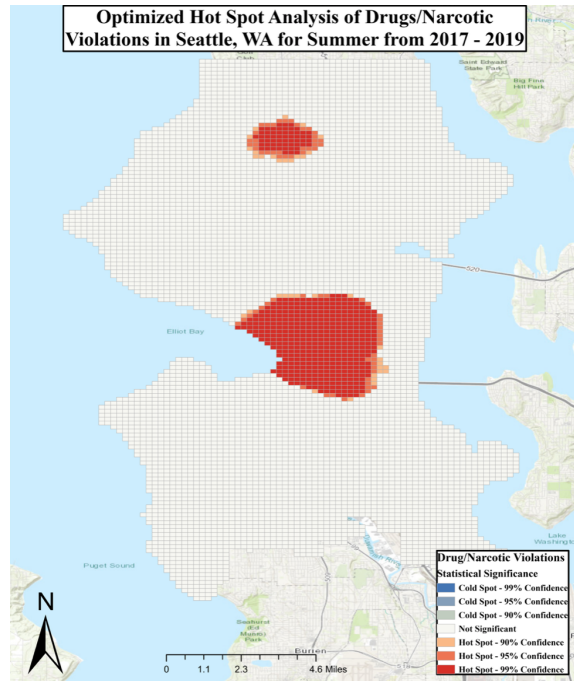 Optimized Hot Spot Analysis of Drugs/Narcotic
Violations in Seattle, WA for Summer from 2017 - 2019
Saint Edward
State Park
Big Finn
Hill Park
520
Elliot Bay
Lake
Washington
Puget Sound
Seahurst
(Ed
Munro)
Park
Burien
N
0 1.1 2.3 4.6 Miles
Drug/Narcotic Violations
Statistical Significance
Cold Spot - 99% Confidence
Cold Spot - 95% Confidence
Cold Spot - 90% Confidence
Not Significant
Hot Spot - 90% Confidence
Hot Spot - 95% Confidence
Hot Spot - 99% Confidence